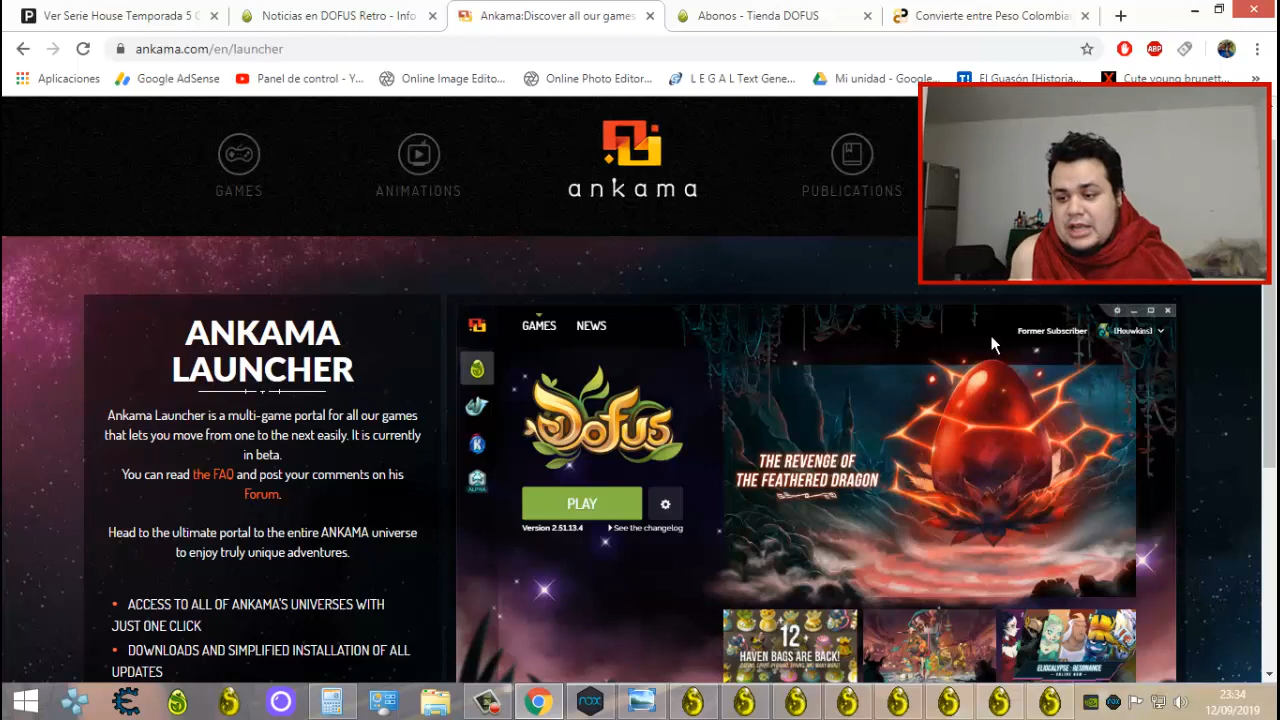 Ver Serie House Temporada 5 C
Noticias en DOFUS Retro - Info
Ankama:Discover all our games
Abonos - Tienda DOFUS
Convierte entre Peso Colombian
ankama.com/en/launcher
ABP
Aplicaciones
Google AdSense
Panel de control - Y...
Online Image Edito...
Online Photo Editor...
L E G A L Text Gene...
Mi unidad - Google...
El Guasón [Historia...
Cute young brunett...
GAMES
ANIMATIONS
ankama
PUBLICATIONS
ANKAMA
LAUNCHER
Ankama Launcher is a multi-game portal for all our games
that lets you move from one to the next easily. It is currently
in beta.
You can read the FAQ and post your comments on his
Forum.
Head to the ultimate portal to the entire ANKAMA universe
to enjoy truly unique adventures.
• ACCESS TO ALL OF ANKAMA'S UNIVERSES WITH
JUST ONE CLICK
• DOWNLOADS AND SIMPLIFIED INSTALLATION OF ALL
UPDATES
GAMES
NEWS
Former Subscriber
[Houwkins]
DOFUS
PLAY
Version 2.51.13.4
See the changelog
ALPHA
THE REVENGE OF
THE FEATHERED DRAGON
12
HAVEN BAGS ARE BACK!
ELIOCALYPSE: RESONANCE
nox
23:34
12/09/2019